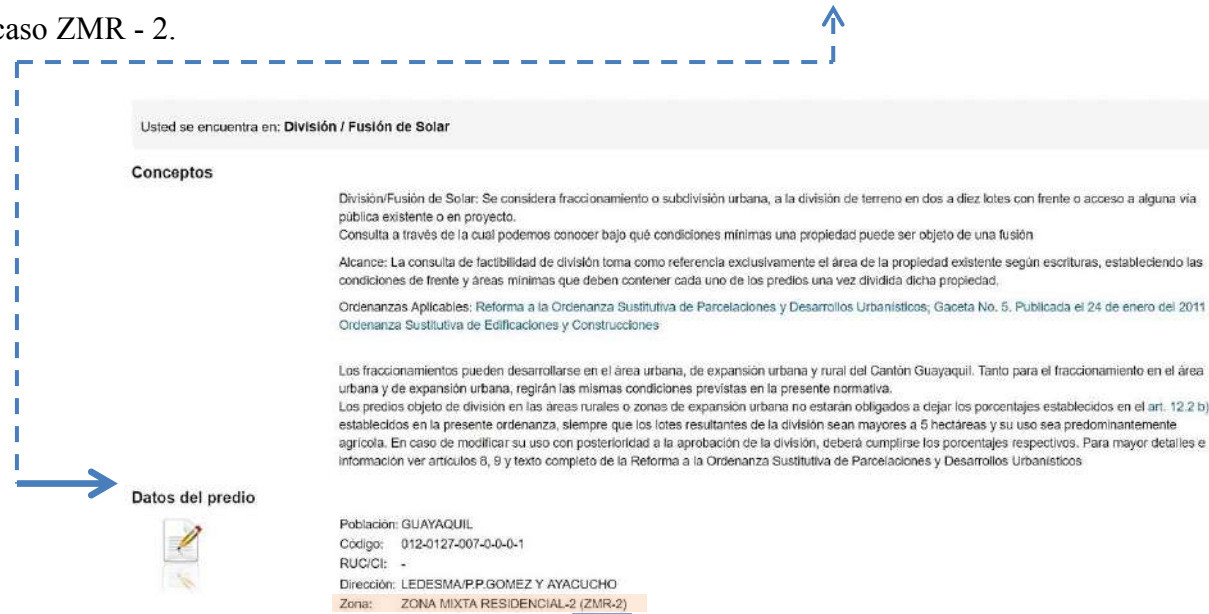 caso ZMR - 2.
Usted se encuentra en: División / Fusión de Solar
Conceptos
División/Fusión de Solar: Se considera fraccionamiento o subdivisión urbana, a la división de terreno en dos a diez lotes con frente o acceso a alguna vía
pública existente o en proyecto.
Consulta a través de la cual podemos conocer bajo qué condiciones mínimas una propiedad puede ser objeto de una fusión
Alcance: La consulta de factibilidad de división toma como referencia exclusivamente el área de la propiedad existente según escrituras, estableciendo las
condiciones de frente y áreas mínimas que deben contener cada uno de los predios una vez dividida dicha propiedad.
Ordenanzas Aplicables: Reforma a la Ordenanza Sustitutiva de Parcelaciones y Desarrollos Urbanísticos; Gaceta No. 5. Publicada el 24 de enero del 2011
Ordenanza Sustitutiva de Edificaciones y Construcciones
Los fraccionamientos pueden desarrollarse en el área urbana, de expansión urbana y rural del Cantón Guayaquil. Tanto para el fraccionamiento en el área
urbana y de expansión urbana, regirán las mismas condiciones previstas en la presente normativa.
Los predios objeto de división en las áreas rurales o zonas de expansión urbana no estarán obligados a dejar los porcentajes establecidos en el art. 12.2 b)
establecidos en la presente ordenanza, siempre que los lotes resultantes de la división sean mayores a 5 hectáreas y su uso sea predominantemente
agrícola. En caso de modificar su uso con posterioridad a la aprobación de la división, deberá cumplirse los porcentajes respectivos. Para mayor detalles e
información ver artículos 8, 9 y texto completo de la Reforma a la Ordenanza Sustitutiva de Parcelaciones y Desarrollos Urbanísticos
Datos del predio
Población: GUAYAQUIL
Código: 012-0127-007-0-0-0-1
RUC/CI: -
Dirección: LEDESMA/P.P.GOMEZ Y AYACUCHO
Zona: ZONA MIXTA RESIDENCIAL-2 (ZMR-2)